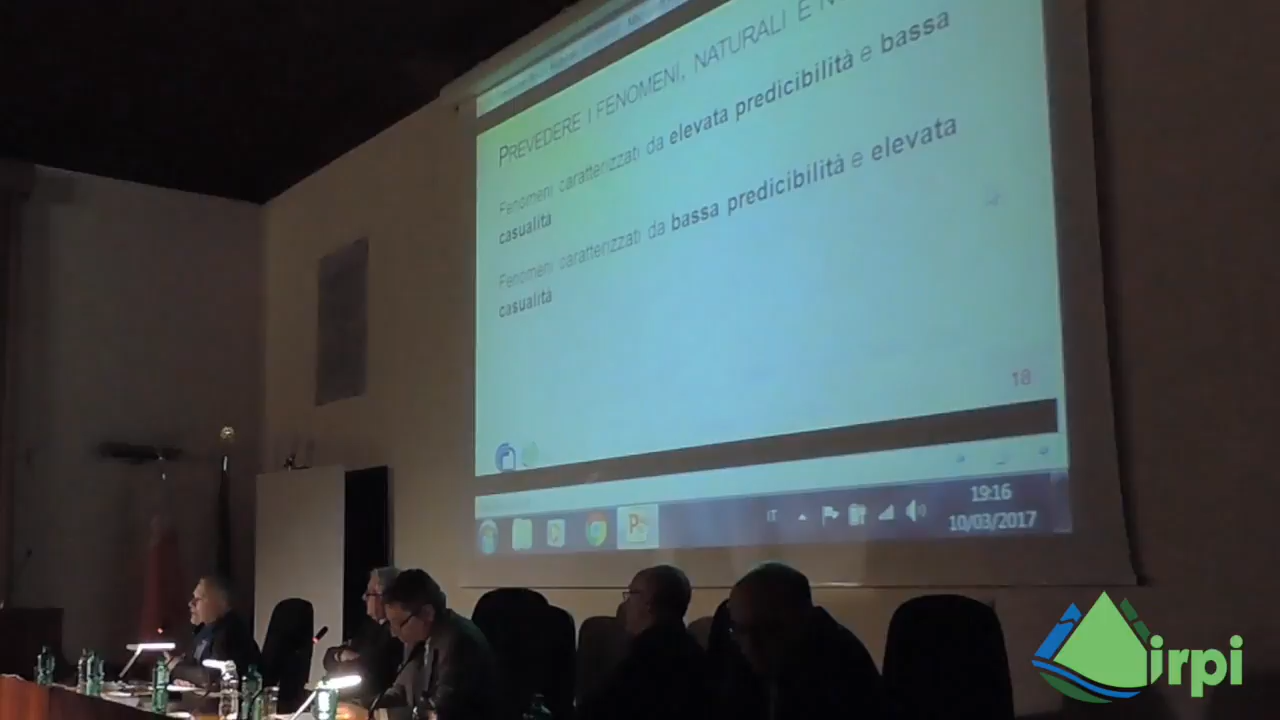 PREVEDERE I FENOMENI, NATURALI E
Fenomeni caratterizzati da elevata predicibilità e bassa
casualità
Fenomeni caratterizzati da bassa predicibilità e elevata
casualità
18
IT
19:16
10/03/2017
irpi